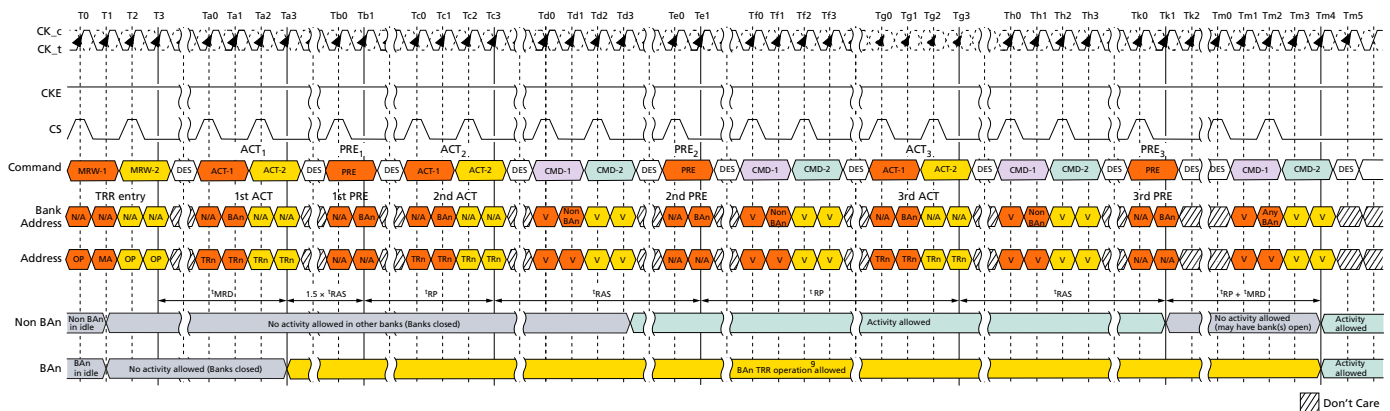 T0 T1 T2 T3 Ta0 Ta1 Ta2 Ta3 Tb0 Tb1 Tc0 Tc1 Tc2 Tc3 Td0 Td1 Td2 Td3 Te0 Te1 Tf0 Tf1 Tf2 Tf3 Tg0 Tg1 Tg2 Tg3 Th0 Th1 Th2 Th3 Tk0 Tk1 Tk2 Tm0 Tm1 Tm2 Tm3 Tm4 Tm5
CK_c
CK_t
CKE
CS
ACT1 PRE1 ACT2. PRE2 ACT3. PRE3
Command MRW-1 MRW-2 DES ACT-1 ACT-2 DES PRE DES ACT-1 ACT-2 DES CMD-1 CMD-2 DES PRE DES CMD-1 CMD-2 DES ACT-1 ACT-2 DES CMD-1 CMD-2 DES PRE DES DES CMD-1 CMD-2 DES
TRR entry 1st ACT 1st PRE 2nd ACT 2nd PRE 3rd ACT 3rd PRE
Bank Address N/A N/A N/A N/A N/A BAn N/A N/A N/A BAn N/A BAn N/A N/A V Non BAn V V N/A BAn V Non BAn V V N/A BAn N/A N/A V Non BAn V V N/A BAn V Any BAn V V
Address OP MA OP OP TRn TRn TRn TRn N/A N/A TRn TRn TRn TRn V V V V N/A N/A V V V V TRn TRn TRn TRn V V V V N/A N/A V V V V
tMRD 1.5 × tRAS tRP tRAS t RP tRAS tRP + tMRD
Non BAn
Non BAn
in idle
No activity allowed in other banks (Banks closed)
Activity allowed
No activity allowed
(may have bank(s) open)
Activity
allowed
BAn
BAn
in idle
No activity allowed (Banks closed)
9
BAn TRR operation allowed
Activity
allowed
Don't Care